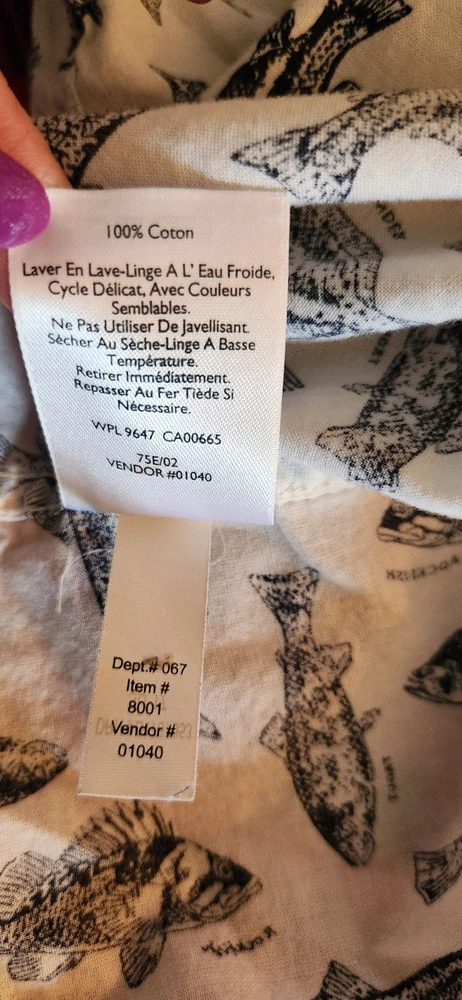 100% Coton
Laver En Lave-Linge A L' Eau Froide,
Cycle Délicat, Avec Couleurs
Semblables.
Ne Pas Utiliser De Javellisant.
Sécher Au Sèche-Linge A Basse
Température.
Retirer Immédiatement.
Repasser Au Fer Tiède Si
Nécessaire.
WPL 9647 CA00665
75E/02
VENDOR #01040
Dept.# 067
Item #
8001
Vendor #
01040
ROCKFISH